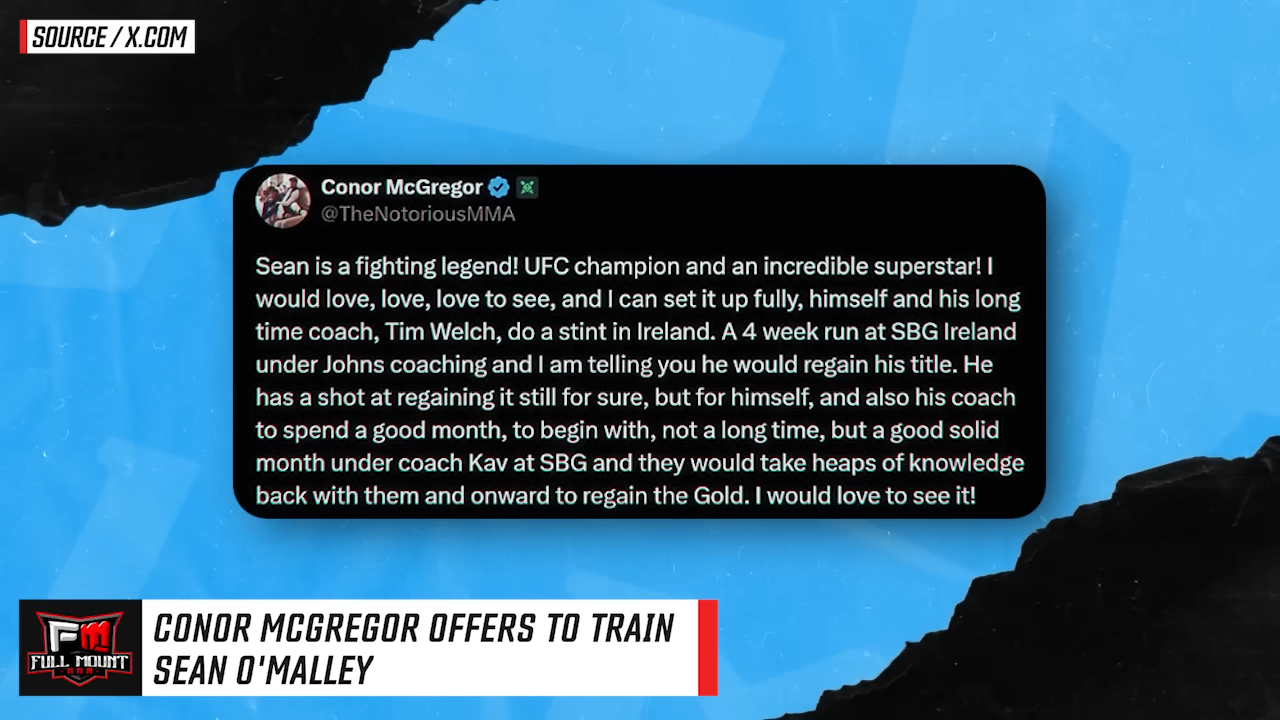 SOURCE / X.COM
Conor McGregor
@TheNotoriousMMA
Sean is a fighting legend! UFC champion and an incredible superstar! I
would love, love, love to see, and I can set it up fully, himself and his long
time coach, Tim Welch, do a stint in Ireland. A 4 week run at SBG Ireland
under Johns coaching and I am telling you he would regain his title. He
has a shot at regaining it still for sure, but for himself, and also his coach
to spend a good month, to begin with, not a long time, but a good solid
month under coach Kav at SBG and they would take heaps of knowledge
back with them and onward to regain the Gold. I would love to see it!
FM
FULL MOUNT
MMA
CONOR MCGREGOR OFFERS TO TRAIN
SEAN O'MALLEY